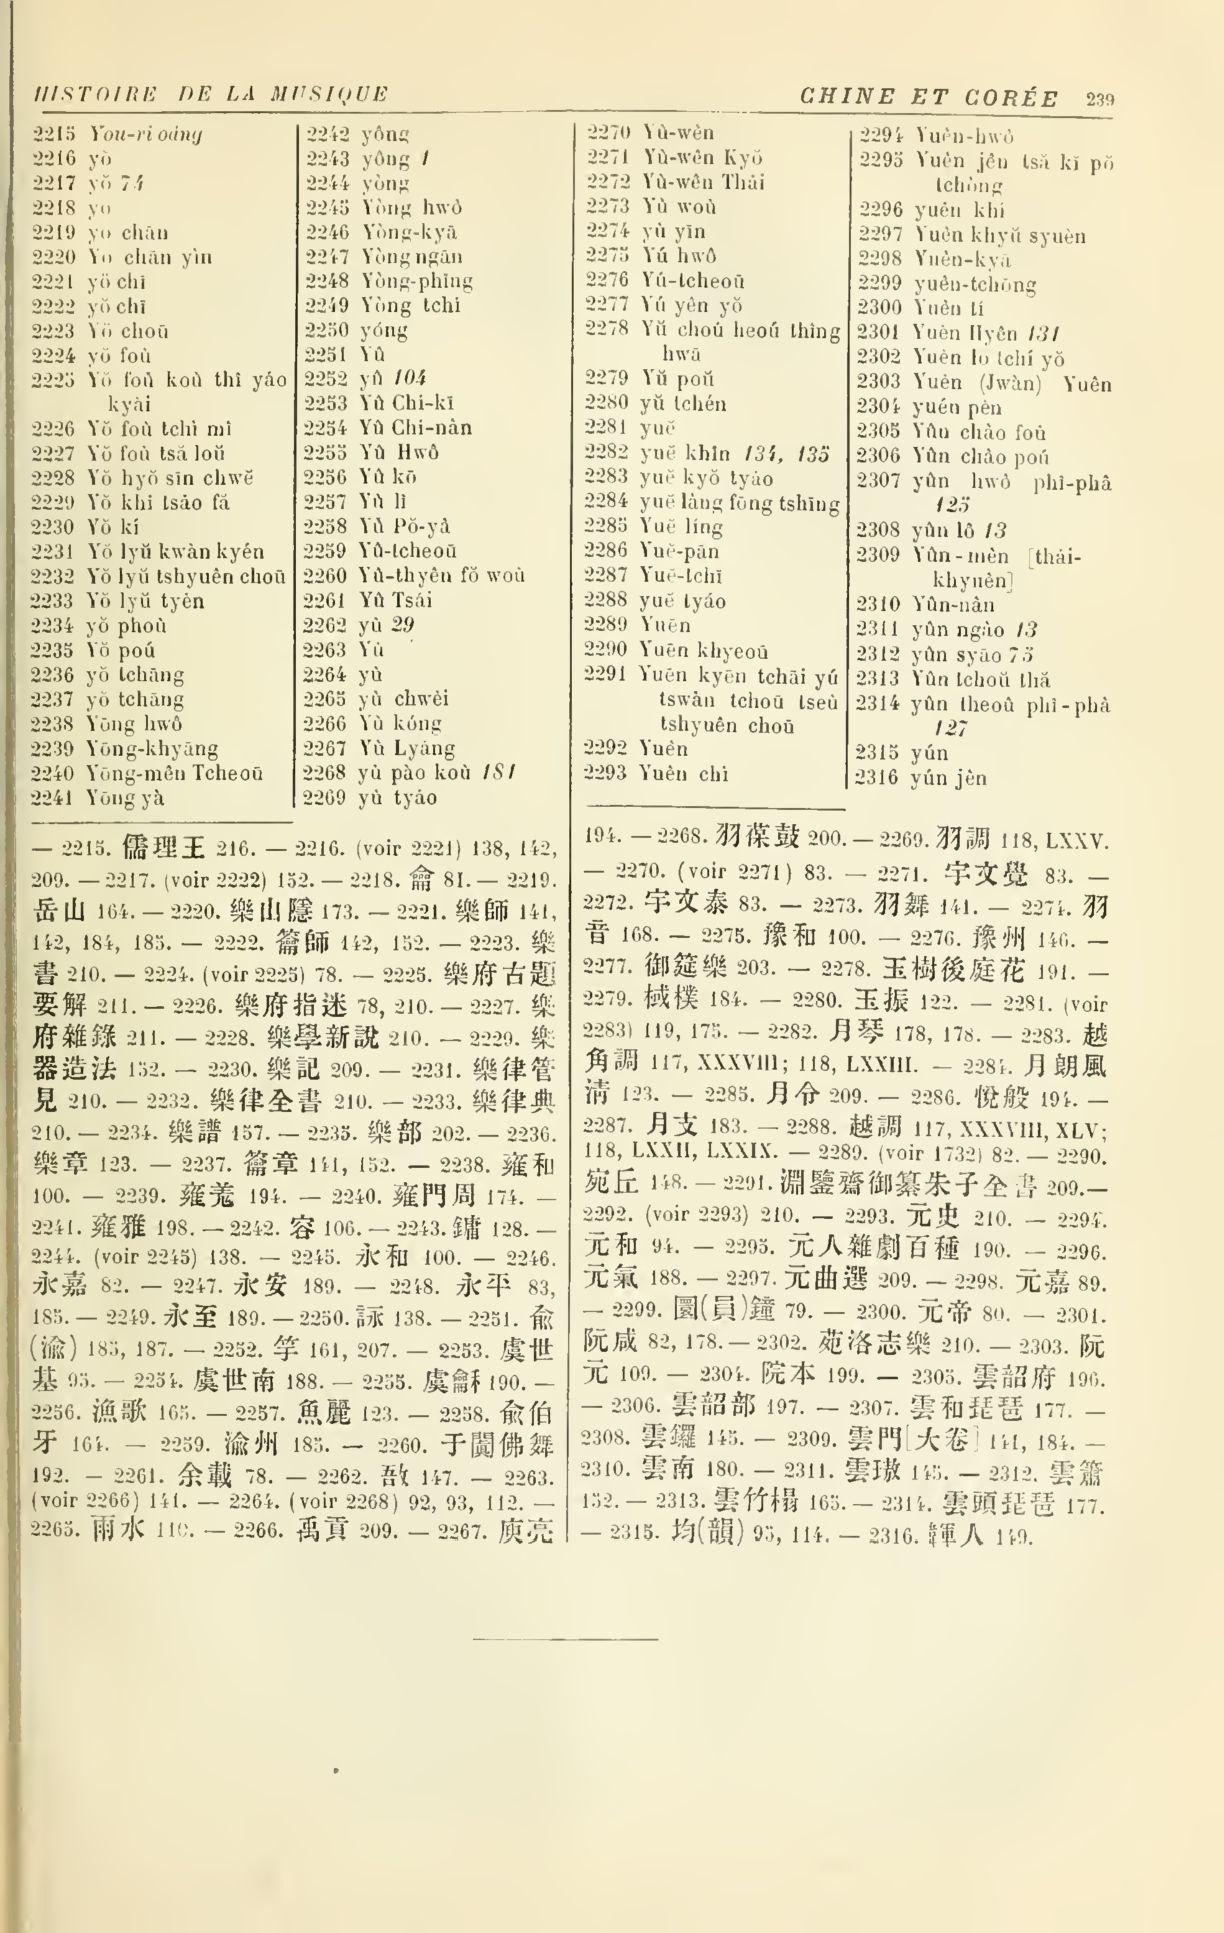 HISTOIRE DE LA MUSIQUE
CHINE ET CORÉE 239
2215 You-ri oáng
2216 yò
2217 yŏ 74
2218 yo
2219 yo chān
2220 Yo chān yìn
2221 yŏ chī
2222 yŏ chī
2223 Yŏ choū
2224 yŏ foù
2225 Yŏ foù koù thî yáo
kyài
2226 Yŏ foù tchì mî
2227 Yŏ foù tsă loŭ
2228 Yŏ hyŏ sīn chwĕ
2229 Yŏ khí tsáo fă
2230 Yŏ kí
2231 Yŏ lyŭ kwàn kyén
2232 Yŏ lyŭ tshyuên choū
2233 Yŏ lyŭ tyèn
2234 yŏ phoù
2235 Yŏ poú
2236 yŏ tchāng
2237 yŏ tchāng
2238 Yōng hwô
2239 Yōng-khyāng
2240 Yōng-mên Tcheoū
2241 Yōng yà
2242 yông
2243 yông 1
2244 yòng
2245 Yòng hwô
2246 Yòng-kyā
2247 Yòng ngān
2248 Yòng-phîng
2249 Yòng tchí
2250 yóng
2251 Yû
2252 yû 104
2253 Yû Chí-kī
2254 Yû Chí-nân
2255 Yû Hwô
2256 Yû kō
2257 Yû lî
2258 Yû Pŏ-yâ
2259 Yû-tcheoū
2260 Yû-thyên fŏ woù
2261 Yû Tsái
2262 yù 29
2263 Yù
2264 yù
2265 yù chwèi
2266 Yù kóng
2267 Yù Lyáng
2268 yù pào koù 181
2269 yù tyáo
2270 Yù-wên
2271 Yù-wên Kyŏ
2272 Yù-wên Thái
2273 Yù woù
2274 yù yīn
2275 Yú hwô
2276 Yú-tcheoū
2277 Yú yên yŏ
2278 Yŭ choú heoú thîng
hwā
2279 Yŭ poŭ
2280 yŭ tchén
2281 yuĕ
2282 yuĕ khîn 134, 135
2283 yuĕ kyŏ tyáo
2284 yuĕ làng fōng tshīng
2285 Yuĕ líng
2286 Yuĕ-pān
2287 Yuĕ-tchī
2288 yuĕ tyáo
2289 Yuēn
2290 Yuēn khyeoū
2291 Yuēn kyēn tchāi yú
tswàn tchoū tseù
tshyuên choū
2292 Yuên
2293 Yuên chì
2294 Yuên-hwô
2295 Yuên jên tsă kĭ pŏ
tchòng
2296 yuên khí
2297 Yuên khyŭ syuèn
2298 Yuên-kyā
2299 yuên-tchōng
2300 Yuên tí
2301 Yuèn Hyên 131
2302 Yuèn lo tchí yŏ
2303 Yuèn (Jwàn) Yuên
2304 yuén pèn
2305 Yûn chào foù
2306 Yûn chào poú
2307 yûn hwô phî-phâ
125
2308 yûn lô 13
2309 Yûn-mên [thái-
khyuên]
2310 Yûn-nân
2311 yûn ngào 13
2312 yûn syāo 75
2313 Yûn tchoŭ thă
2314 yûn theoû phî-phâ
127
2315 yún
2316 yún jên
— 2215. 儒理王 216. — 2216. (voir 2221) 138, 142,
209. — 2217. (voir 2222) 152. — 2218. 龠 81. — 2219.
岳山 164. — 2220. 樂山隱 173. — 2221. 樂師 141,
142, 184, 185. — 2222. 籥師 142, 152. — 2223. 樂
書 210. — 2224. (voir 2225) 78. — 2225. 樂府古題
要解 211. — 2226. 樂府指迷 78, 210. — 2227. 樂
府雜錄 211. — 2228. 樂學新說 210. — 2229. 樂
器造法 152. — 2230. 樂記 209. — 2231. 樂律管
見 210. — 2232. 樂律全書 210. — 2233. 樂律典
210. — 2234. 樂譜 157. — 2235. 樂部 202. — 2236.
樂章 123. — 2237. 籥章 141, 152. — 2238. 雍和
100. — 2239. 雍羗 194. — 2240. 雍門周 174. —
2241. 雍雅 198. — 2242. 容 106. — 2243. 鏞 128. —
2244. (voir 2245) 138. — 2245. 永和 100. — 2246.
永嘉 82. — 2247. 永安 189. — 2248. 永平 83,
185. — 2249. 永至 189. — 2250. 詠 138. — 2251. 俞
(渝) 185, 187. — 2252. 竽 161, 207. — 2253. 虞世
基 95. — 2254. 虞世南 188. — 2255. 虞龢 190. —
2256. 漁歌 165. — 2257. 魚麗 123. — 2258. 俞伯
牙 164. — 2259. 渝州 185. — 2260. 于闐佛舞
192. — 2261. 余載 78. — 2262. 敔 147. — 2263.
(voir 2266) 141. — 2264. (voir 2268) 92, 93, 112. —
2265. 雨水 110. — 2266. 禹貢 209. — 2267. 庾亮
194. — 2268. 羽葆鼓 200. — 2269. 羽調 118, LXXV.
— 2270. (voir 2271) 83. — 2271. 宇文覺 83. —
2272. 宇文泰 83. — 2273. 羽舞 141. — 2274. 羽
音 168. — 2275. 豫和 100. — 2276. 豫州 146. —
2277. 御筵樂 203. — 2278. 玉樹後庭花 191. —
2279. 棫樸 184. — 2280. 玉振 122. — 2281. (voir
2283) 119, 175. — 2282. 月琴 178, 178. — 2283. 越
角調 117, XXXVIII; 118, LXXIII. — 2284. 月朗風
清 123. — 2285. 月令 209. — 2286. 悅般 194. —
2287. 月支 183. — 2288. 越調 117, XXXVIII, XLV;
118, LXXII, LXXIX. — 2289. (voir 1732) 82. — 2290.
宛丘 148. — 2291. 淵鑒齋御纂朱子全書 209. —
2292. (voir 2293) 210. — 2293. 元史 210. — 2294.
元和 94. — 2295. 元人雜劇百種 190. — 2296.
元氣 188. — 2297. 元曲選 209. — 2298. 元嘉 89.
— 2299. 圜(員)鐘 79. — 2300. 元帝 80. — 2301.
阮咸 82, 178. — 2302. 苑洛志樂 210. — 2303. 阮
元 109. — 2304. 院本 199. — 2305. 雲韶府 196.
— 2306. 雲韶部 197. — 2307. 雲和琵琶 177. —
2308. 雲鑼 145. — 2309. 雲門[大卷] 141, 184. —
2310. 雲南 180. — 2311. 雲璈 145. — 2312. 雲簫
152. — 2313. 雲竹榻 165. — 2314. 雲頭琵琶 177.
— 2315. 均(韻) 95, 114. — 2316. 韗人 149.